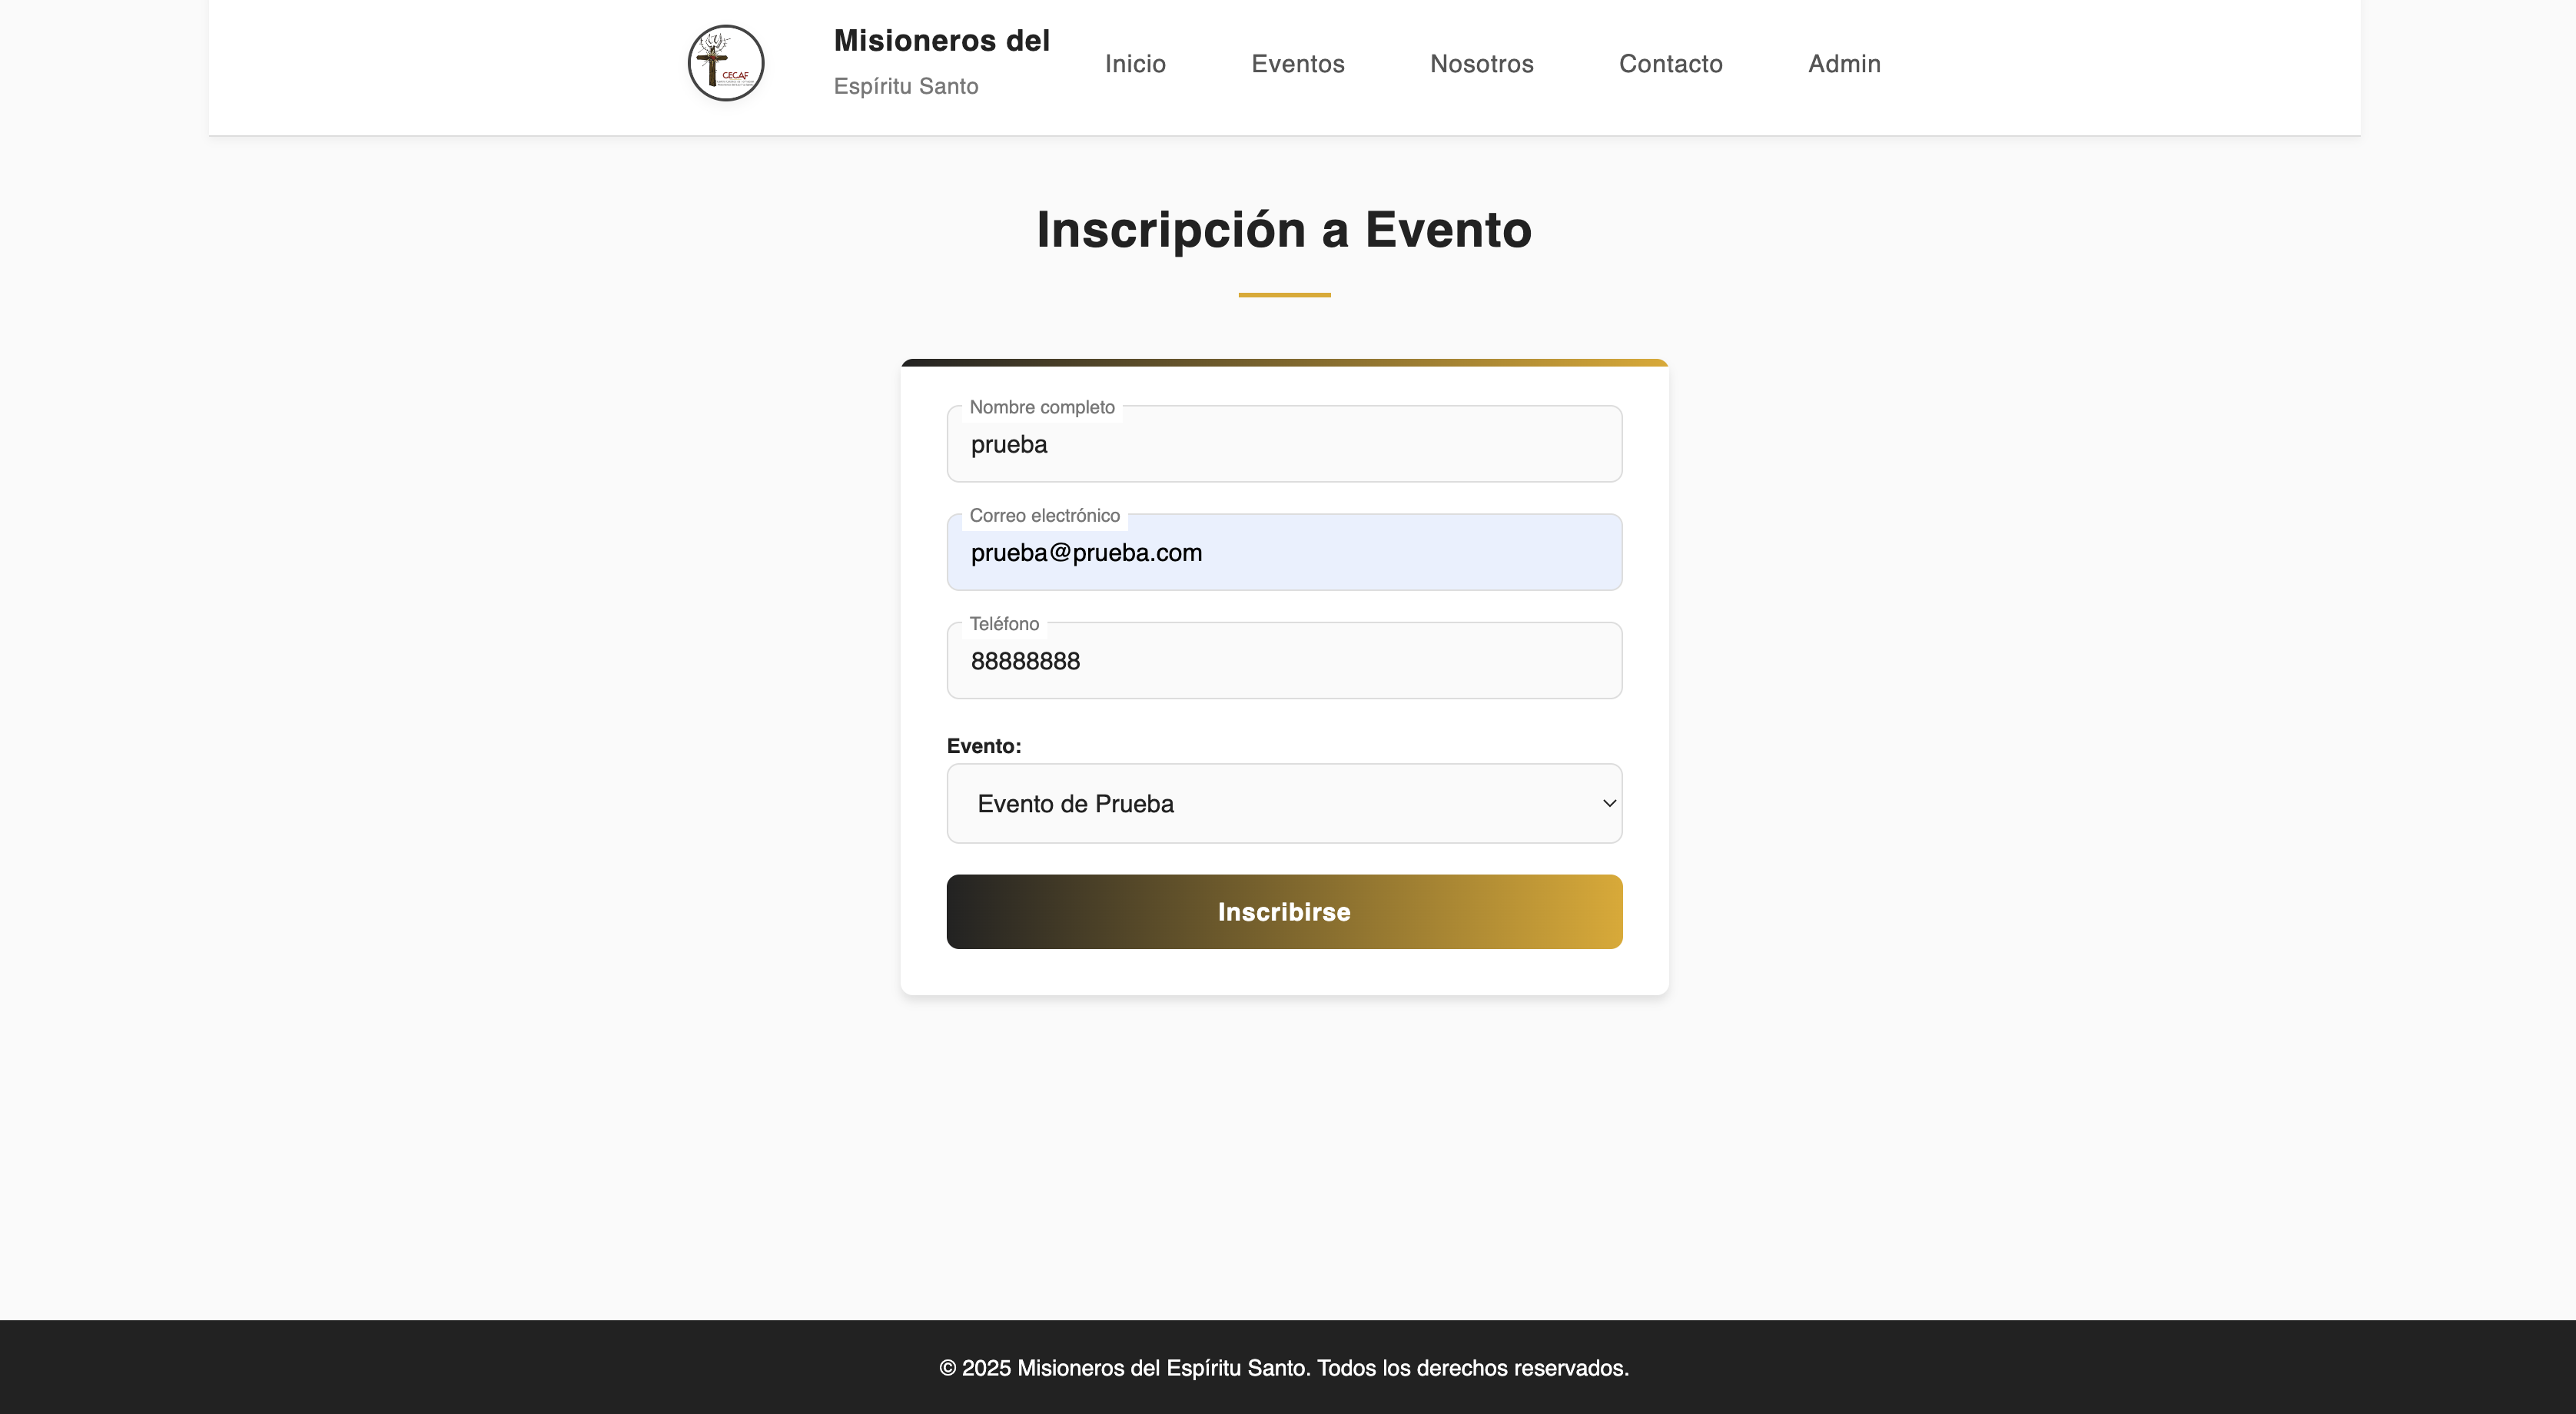 CECAF
Misioneros del
Espíritu Santo
Inicio
Eventos
Nosotros
Contacto
Admin
Inscripción a Evento
Nombre completo
prueba
Correo electrónico
prueba@prueba.com
Teléfono
88888888
Evento:
Evento de Prueba
Inscribirse
© 2025 Misioneros del Espíritu Santo. Todos los derechos reservados.